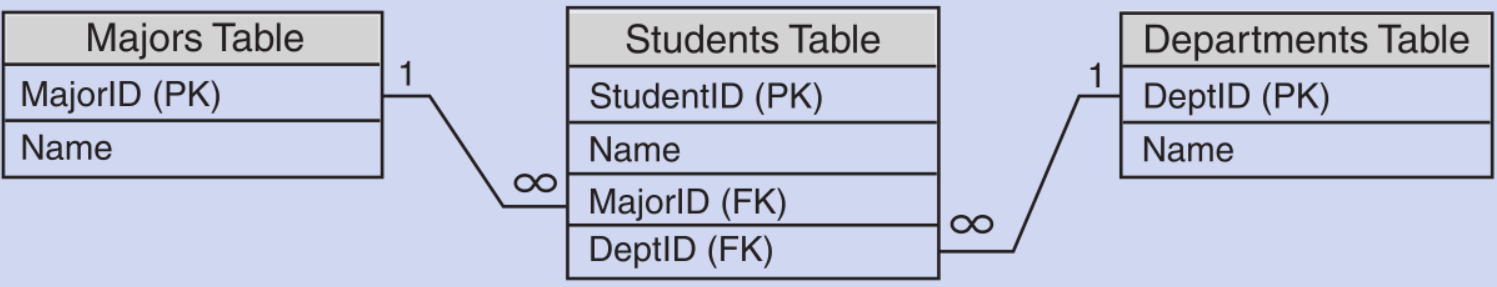 Majors Table
MajorID (PK)
Name
1
∞
Students Table
StudentID (PK)
Name
MajorID (FK)
DeptID (FK)
∞
1
Departments Table
DeptID (PK)
Name